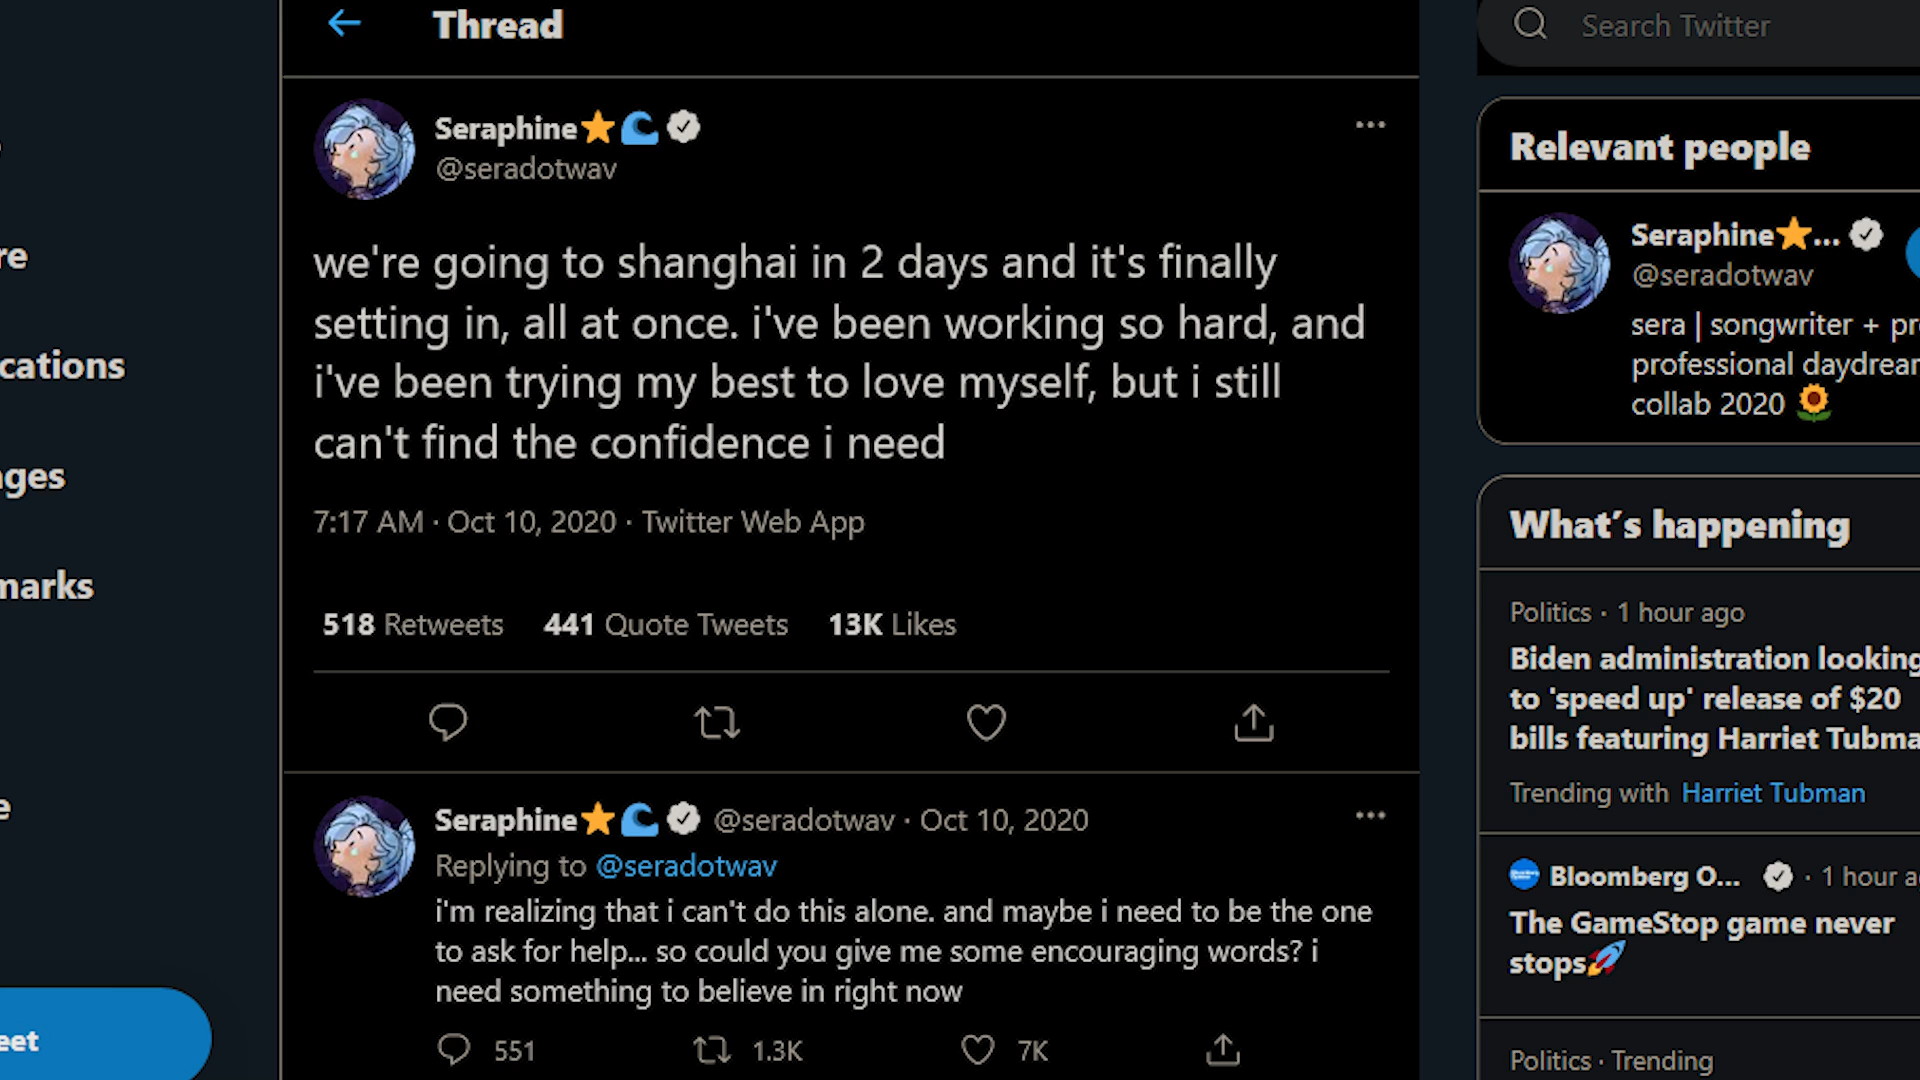 Thread
Search Twitter
Seraphine⭐🌊
@seradotwav
we're going to shanghai in 2 days and it's finally
setting in, all at once. i've been working so hard, and
i've been trying my best to love myself, but i still
can't find the confidence i need
7:17 AM · Oct 10, 2020 · Twitter Web App
518 Retweets 441 Quote Tweets 13K Likes
Seraphine⭐🌊 @seradotwav · Oct 10, 2020
Replying to @seradotwav
i'm realizing that i can't do this alone. and maybe i need to be the one
to ask for help... so could you give me some encouraging words? i
need something to believe in right now
551 1.3K 7K
re
cations
ages
marks
e
eet
Relevant people
Seraphine⭐...
@seradotwav
sera | songwriter + pr
professional daydrear
collab 2020 🌻
What's happening
Politics · 1 hour ago
Biden administration looking
to 'speed up' release of $20
bills featuring Harriet Tubma
Trending with Harriet Tubman
Bloomberg O... · 1 hour a
The GameStop game never
stops🚀
Politics · Trending